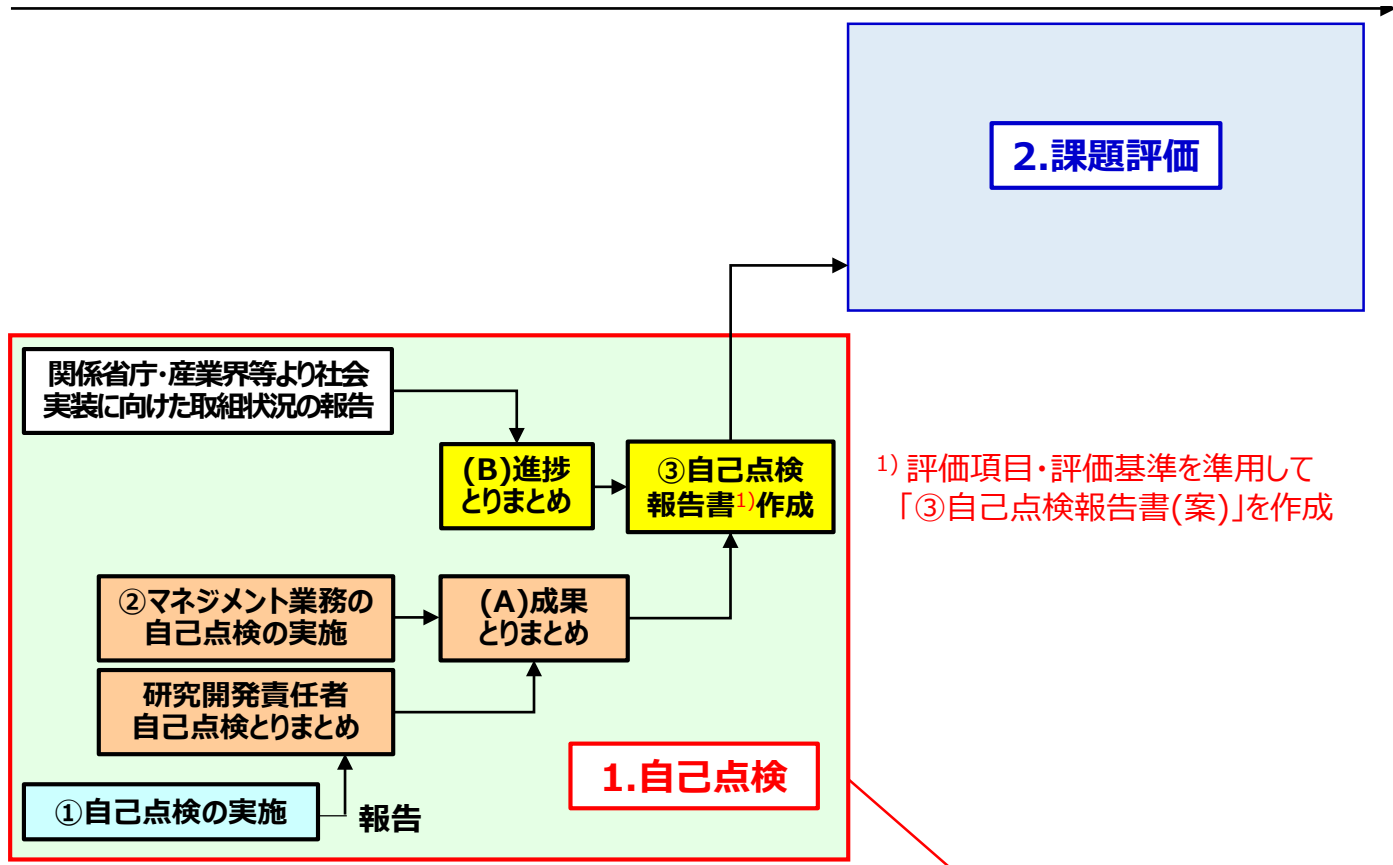 2.課題評価
関係省庁・産業界等より社会
実装に向けた取組状況の報告
(B)進捗
とりまとめ
③自己点検
報告書1)作成
1) 評価項目・評価基準を準用して
「③自己点検報告書(案)」を作成
②マネジメント業務の
自己点検の実施
(A)成果
とりまとめ
研究開発責任者
自己点検とりまとめ
1.自己点検
①自己点検の実施
報告